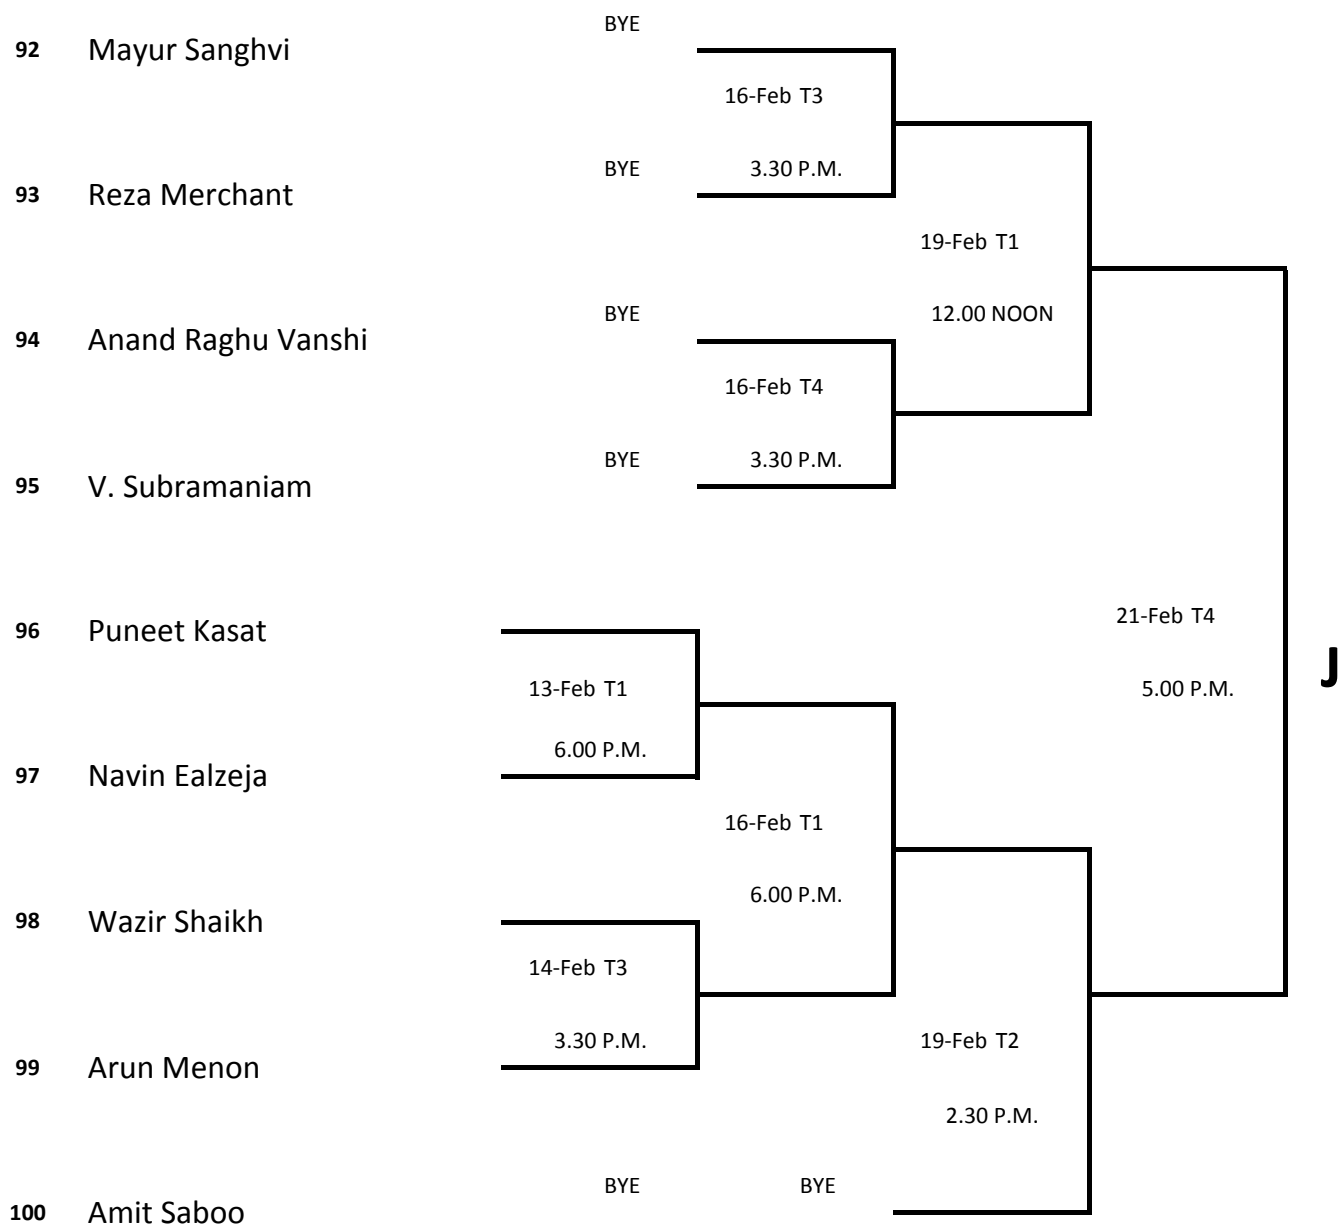 BYE
92 Mayur Sanghvi
16-Feb T3
BYE 3.30 P.M.
93 Reza Merchant
19-Feb T1
BYE 12.00 NOON
94 Anand Raghu Vanshi
16-Feb T4
BYE 3.30 P.M.
95 V. Subramaniam
21-Feb T4
96 Puneet Kasat
J
13-Feb T1 5.00 P.M.
6.00 P.M.
97 Navin Ealzeja
16-Feb T1
6.00 P.M.
98 Wazir Shaikh
14-Feb T3
3.30 P.M. 19-Feb T2
99 Arun Menon
2.30 P.M.
BYE BYE
100 Amit Saboo